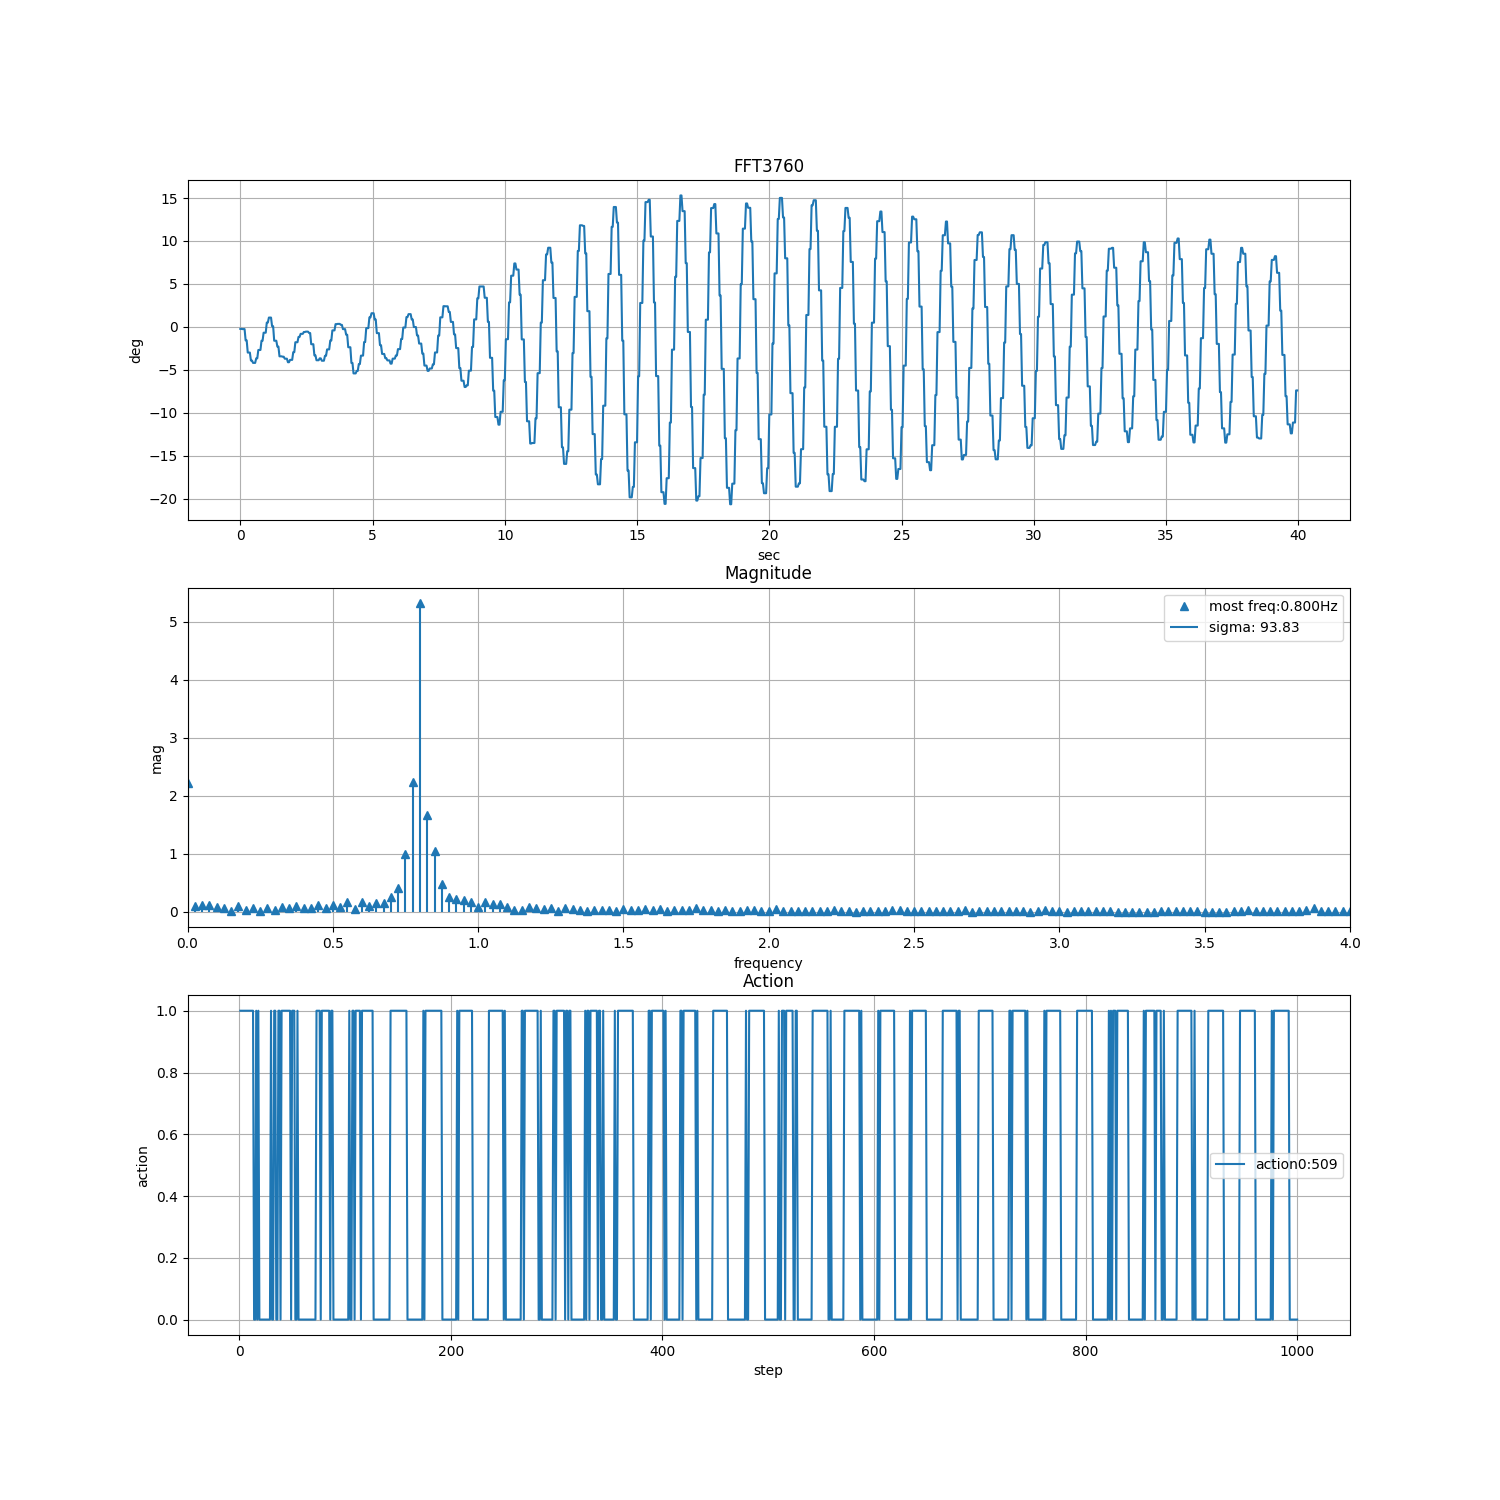 FFT3760
15
10
5
0
−5
−10
−15
−20
deg
0 5 10 15 20 25 30 35 40
sec
Magnitude
most freq:0.800Hz
sigma: 93.83
5
4
3
2
1
0
mag
0.0 0.5 1.0 1.5 2.0 2.5 3.0 3.5 4.0
frequency
Action
1.0
0.8
0.6
0.4
0.2
0.0
action
action0:509
0 200 400 600 800 1000
step